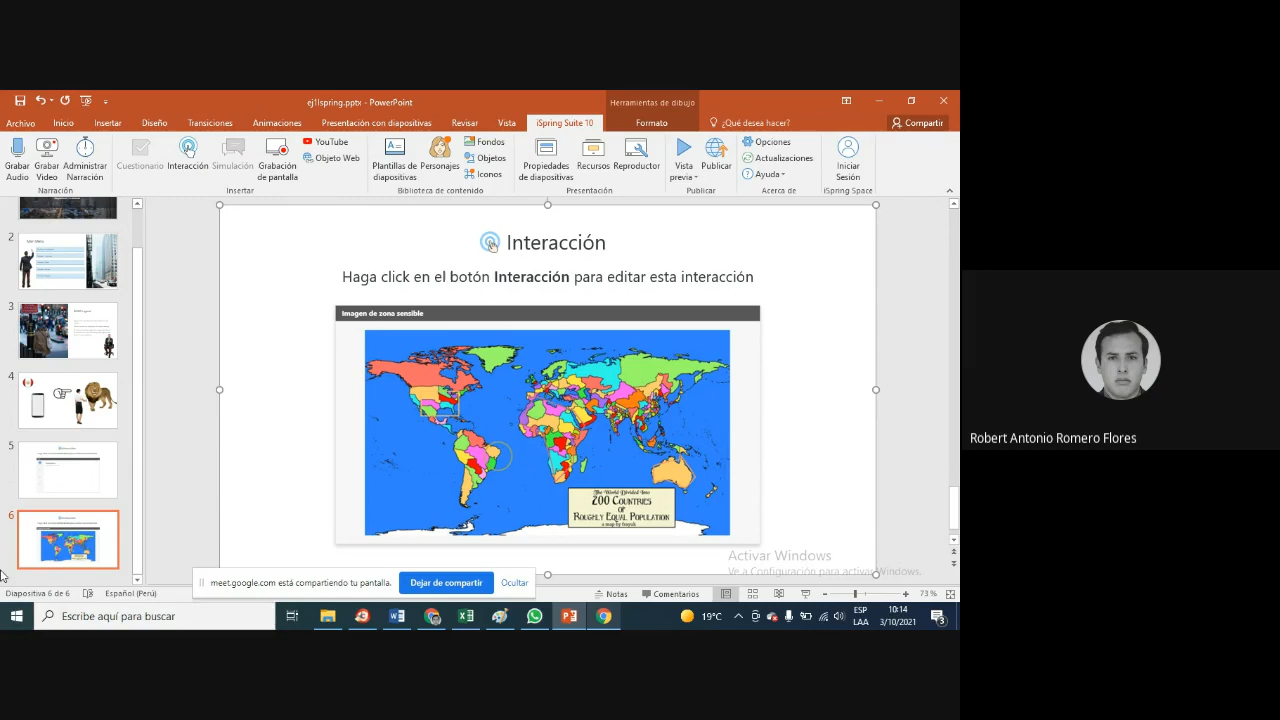 ej1Ispring.pptx - PowerPoint
Herramientas de dibujo
Archivo Inicio Insertar Diseño Transiciones Animaciones Presentación con diapositivas Revisar Vista iSpring Suite 10 Formato ¿Qué desea hacer? Compartir
Grabar Audio
Grabar Video
Administrar Narración
Narración
Cuestionario
Interacción
Simulación
Grabación de pantalla
YouTube
Objeto Web
Insertar
Plantillas de diapositivas
Personajes
Fondos
Objetos
Iconos
Biblioteca de contenido
Propiedades de diapositivas
Recursos
Reproductor
Presentación
Vista previa
Publicar
Publicar
Opciones
Actualizaciones
Ayuda
Acerca de
Iniciar Sesión
iSpring Space
2
3
4
5
6
Interacción
Haga click en el botón Interacción para editar esta interacción
Imagen de zona sensible
The World Divided Into
200 Countries
of
Roughly Equal Population
Activar Windows
Ve a Configuración para activar Windows.
meet.google.com está compartiendo tu pantalla.
Dejar de compartir
Ocultar
Diapositiva 6 de 6
Español (Perú)
Notas
Comentarios
73 %
Escribe aquí para buscar
19°C
ESP
LAA
10:14
3/10/2021
3
Robert Antonio Romero Flores